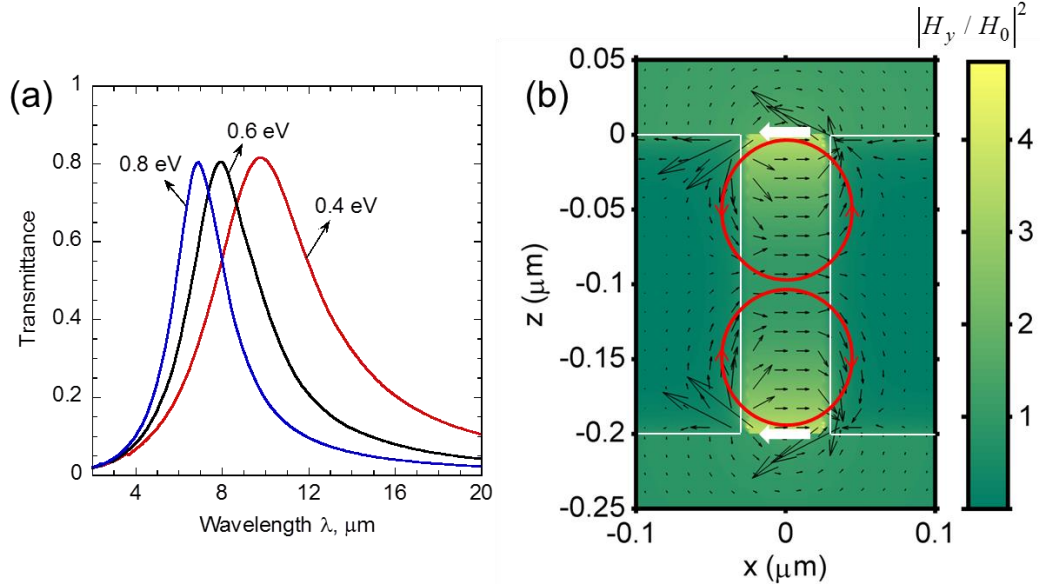 (a)
Transmittance
1
0.8
0.6
0.4
0.2
0
0.8 eV
0.6 eV
0.4 eV
4
8
12
16
20
Wavelength λ, μm
(b)
|H_y / H_0|^2
z (μm)
0.05
0
-0.05
-0.1
-0.15
-0.2
-0.25
-0.1
0
0.1
x (μm)
4
3
2
1